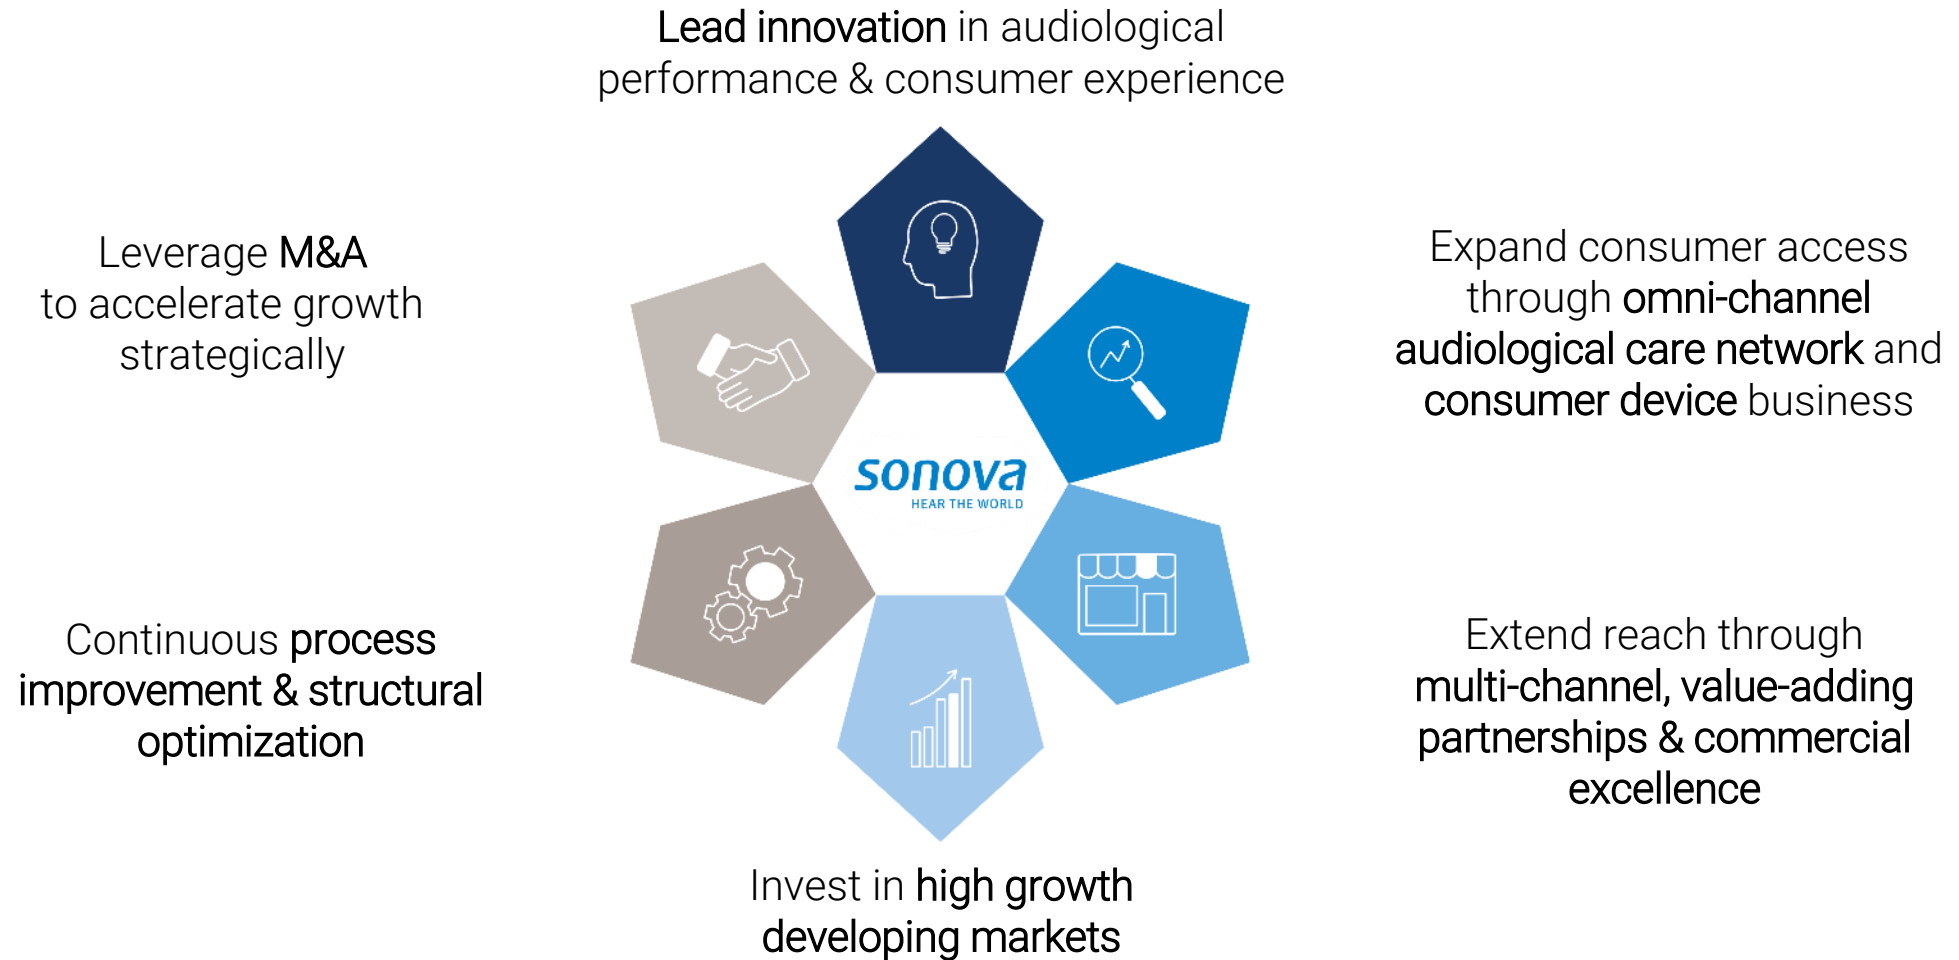 Lead innovation in audiological
performance & consumer experience
Leverage M&A
to accelerate growth
strategically
Expand consumer access
through omni-channel
audiological care network and
consumer device business
sonova
HEAR THE WORLD
Continuous process
improvement & structural
optimization
Extend reach through
multi-channel, value-adding
partnerships & commercial
excellence
Invest in high growth
developing markets